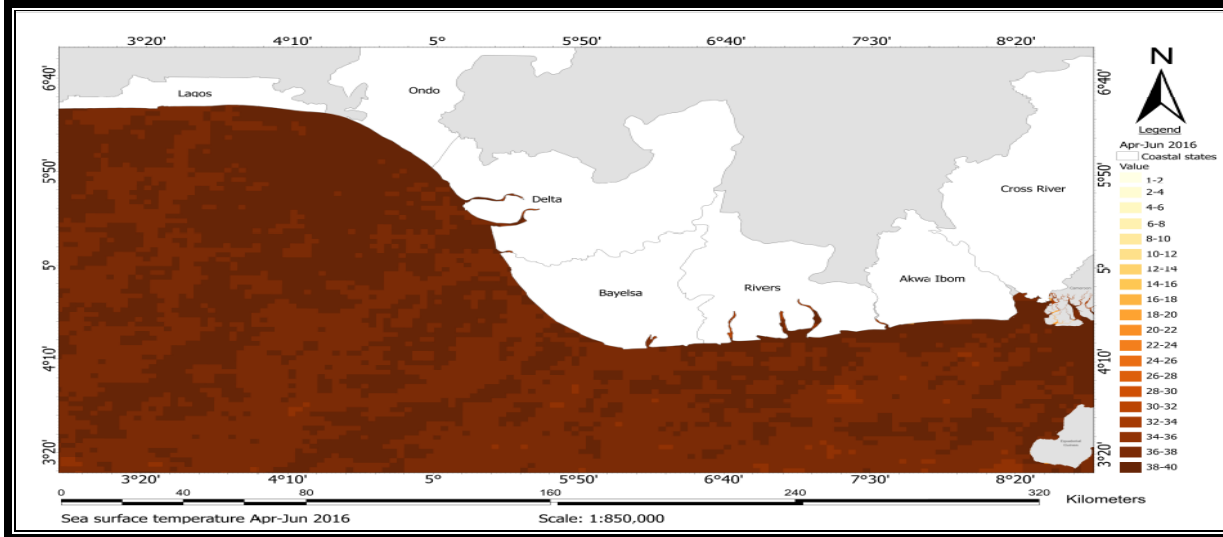 3°20' 4°10' 5° 5°50' 6°40' 7°30' 8°20'
6°40' 6°40'
Lagos
Ondo
N
Legend
Apr-Jun 2016
Coastal states
Value
1-2
2-4
4-6
6-8
8-10
10-12
12-14
14-16
16-18
18-20
20-22
22-24
24-26
26-28
28-30
30-32
32-34
34-36
36-38
38-40
5°50' 5°50'
Delta
Cross River
5° 5°
Bayelsa
Rivers
Akwa Ibom
4°10' 4°10'
3°20' 3°20'
3°20' 4°10' 5° 5°50' 6°40' 7°30' 8°20'
0 40 80 160 240 320 Kilometers
Sea surface temperature Apr-Jun 2016 Scale: 1:850,000